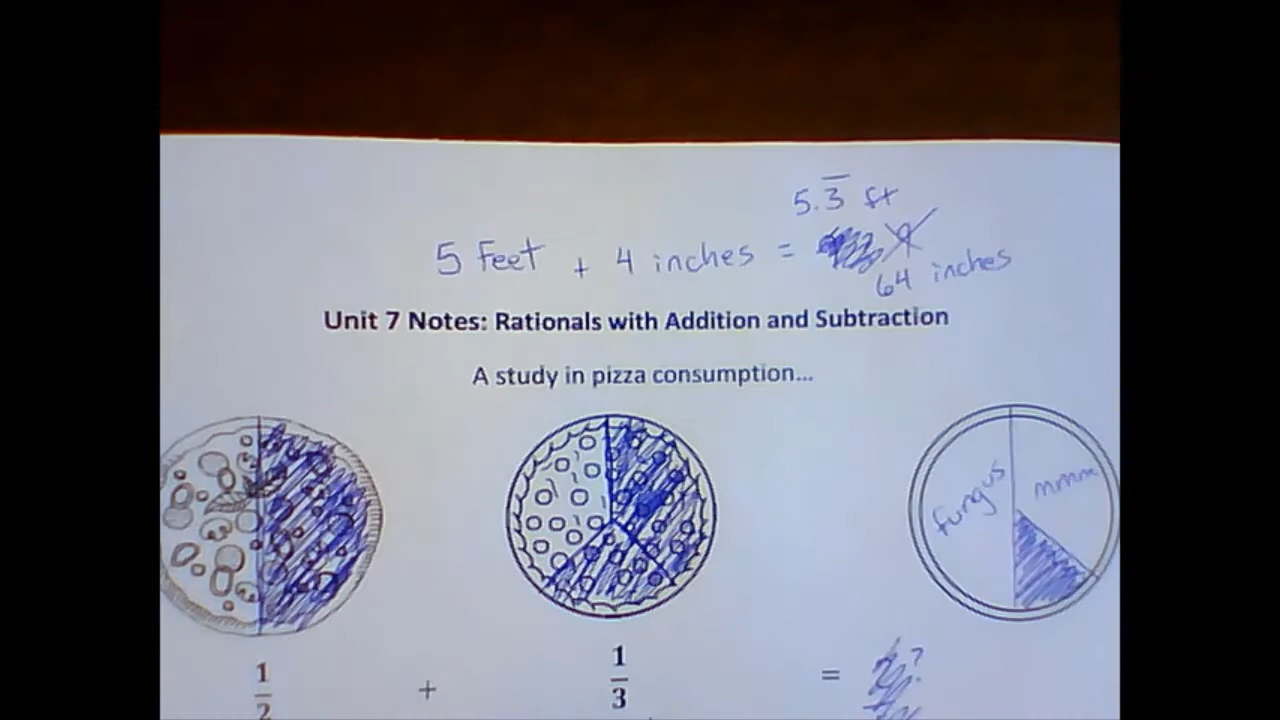 5.3̅ ft
5 Feet + 4 inches = 9
64 inches
Unit 7 Notes: Rationals with Addition and Subtraction
A study in pizza consumption...
fungus mmm
1/2 + 1/3 = ?